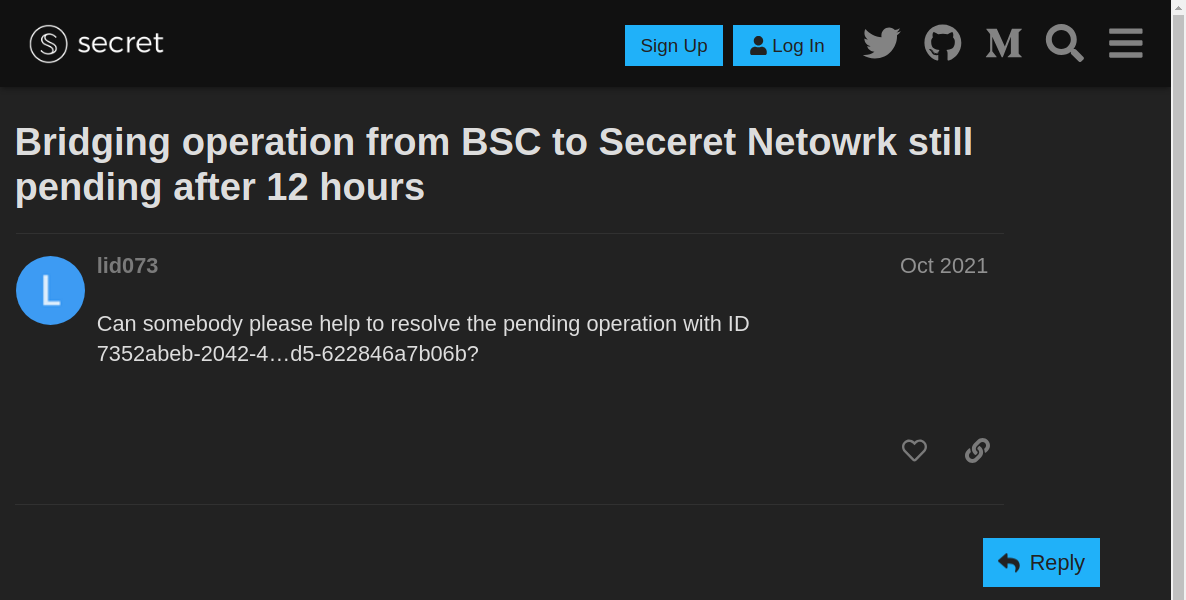 secret
Sign Up
Log In
Bridging operation from BSC to Seceret Netowrk still
pending after 12 hours
L
lid073
Oct 2021
Can somebody please help to resolve the pending operation with ID
7352abeb-2042-4…d5-622846a7b06b?
Reply